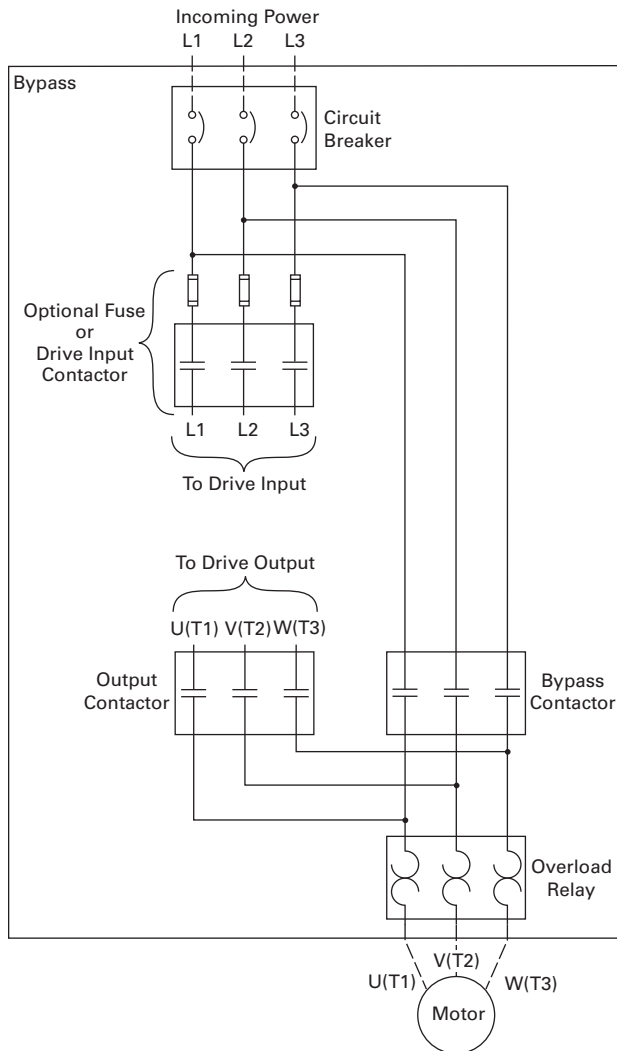 Incoming Power
L1 L2 L3
Bypass
Circuit
Breaker
Optional Fuse
or
Drive Input
Contactor
L1 L2 L3
To Drive Input
To Drive Output
U(T1) V(T2) W(T3)
Output
Contactor
Bypass
Contactor
Overload
Relay
V(T2)
U(T1) W(T3)
Motor